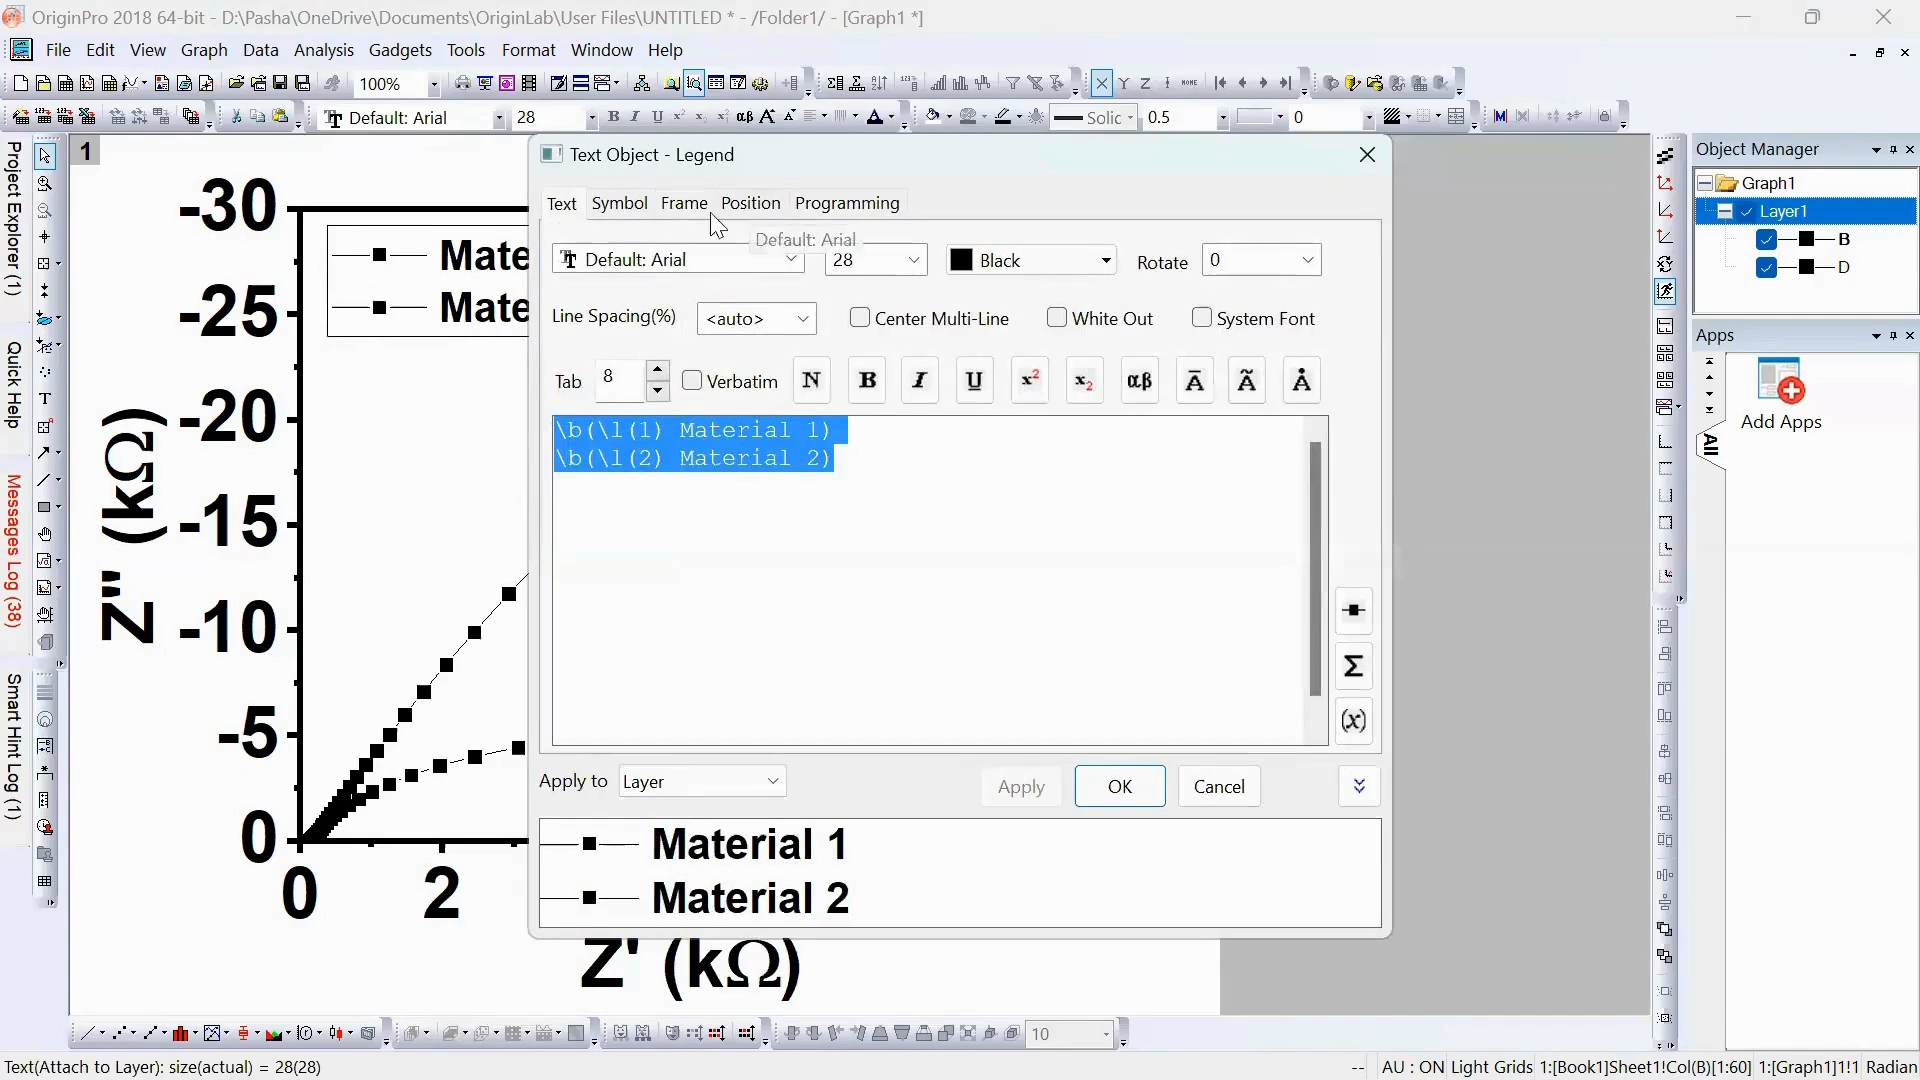 OriginPro 2018 64-bit - D:\Pasha\OneDrive\Documents\OriginLab\User Files\UNTITLED * - /Folder1/ - [Graph1 *]
File Edit View Graph Data Analysis Gadgets Tools Format Window Help
100%
X Y Z NONE
Default: Arial 28 B I U αβ A A A Solic 0.5 0
Project Explorer (1)
Quick Help
Messages Log (38)
Smart Hint Log (1)
1
-30
-25
-20
-15
-10
-5
0
Z'' (kΩ)
Mate
Mate
0 2
Z' (kΩ)
Text Object - Legend
Text Symbol Frame Position Programming
Default: Arial
Default: Arial 28 Black Rotate 0
Line Spacing(%) <auto> Center Multi-Line White Out System Font
Tab 8 Verbatim N B I U x² x₂ αβ Ā Ã Ȧ
\b(\l(1) Material 1)
\b(\l(2) Material 2)
Σ
(x)
Apply to Layer Apply OK Cancel
Material 1
Material 2
Object Manager
Graph1
Layer1
B
D
Apps
Add Apps
All
10
Text(Attach to Layer): size(actual) = 28(28)
-- AU : ON Light Grids 1:[Book1]Sheet1!Col(B)[1:60] 1:[Graph1]1!1 Radian